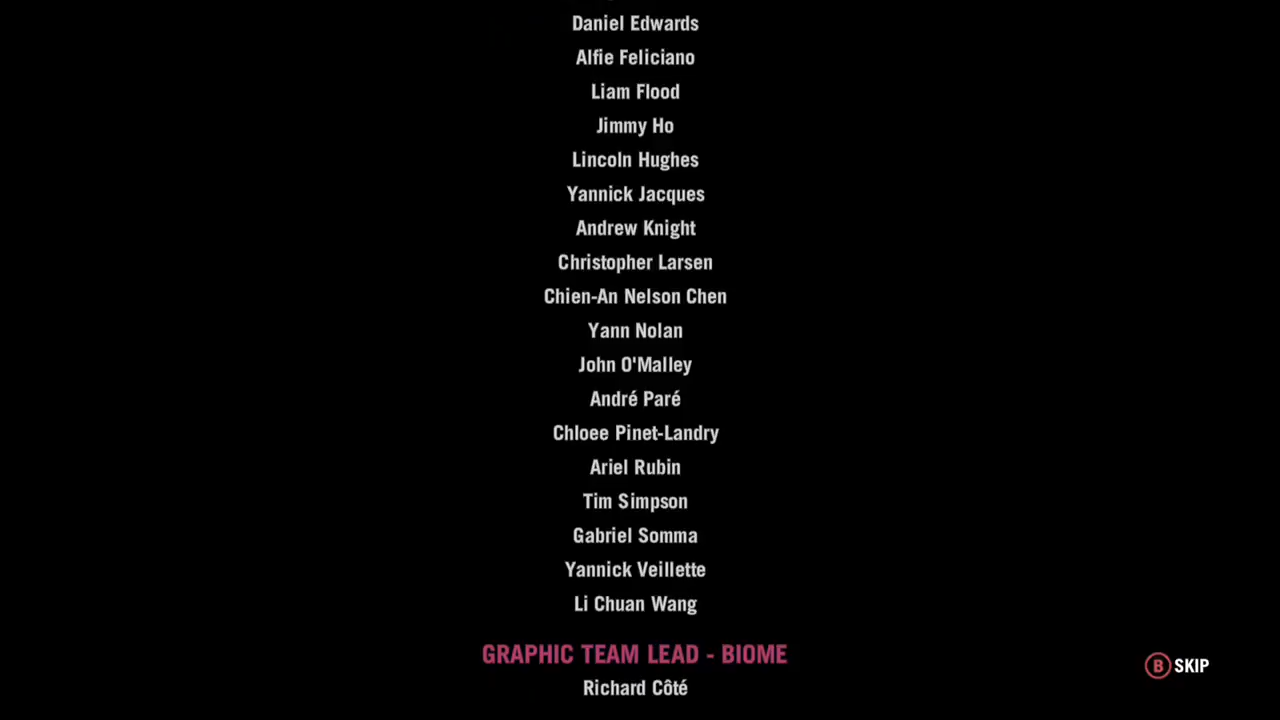 Daniel Edwards
Alfie Feliciano
Liam Flood
Jimmy Ho
Lincoln Hughes
Yannick Jacques
Andrew Knight
Christopher Larsen
Chien-An Nelson Chen
Yann Nolan
John O'Malley
André Paré
Chloee Pinet-Landry
Ariel Rubin
Tim Simpson
Gabriel Somma
Yannick Veillette
Li Chuan Wang
GRAPHIC TEAM LEAD - BIOME
B SKIP
Richard Côté